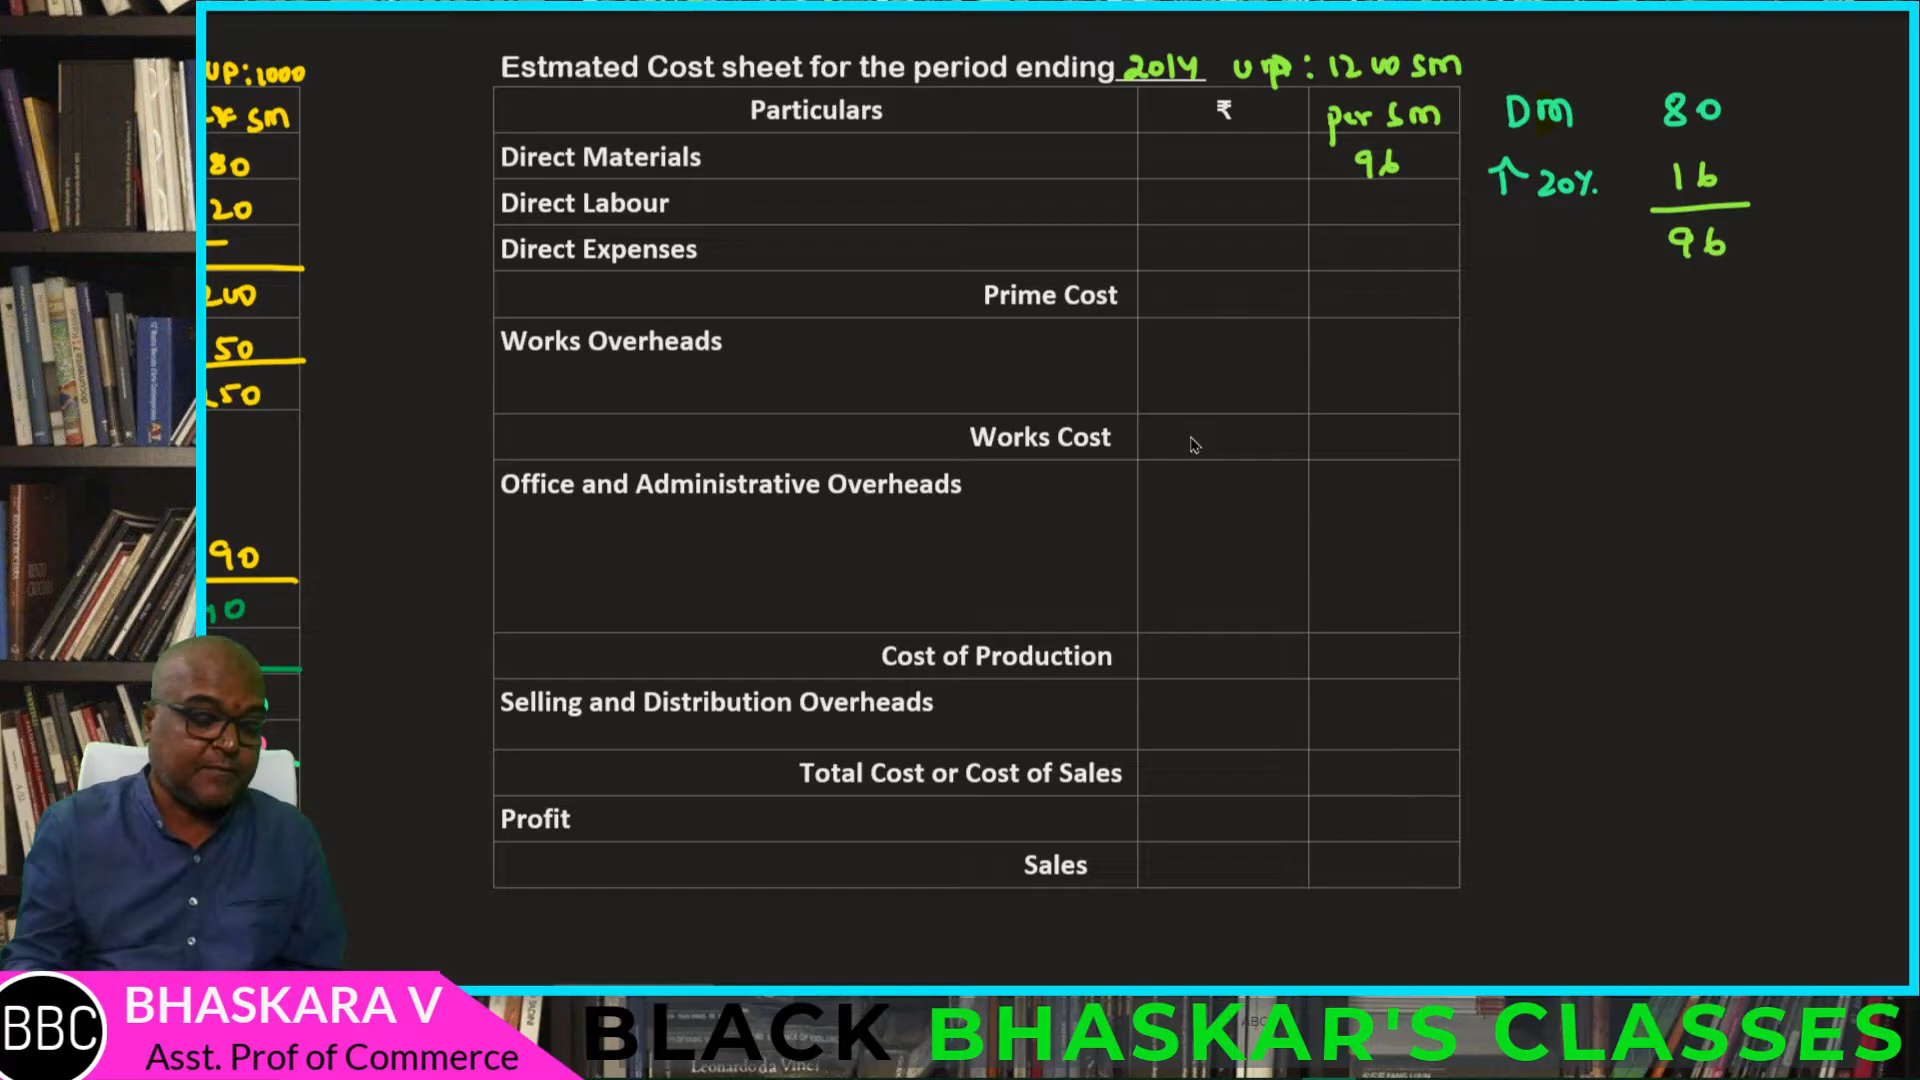 UP:1000
SM
80
20
50
90
Estmated Cost sheet for the period ending 2014 up: 1200 sm
Particulars ₹ per sm
Direct Materials 96
Direct Labour
Direct Expenses
Prime Cost
Works Overheads
Works Cost
Office and Administrative Overheads
Cost of Production
Selling and Distribution Overheads
Total Cost or Cost of Sales
Profit
Sales
DM 80
↑ 20%. 16
96
BBC
BHASKARA V
Asst. Prof of Commerce
BLACK BHASKAR'S CLASSES
Leonardo da Vinci